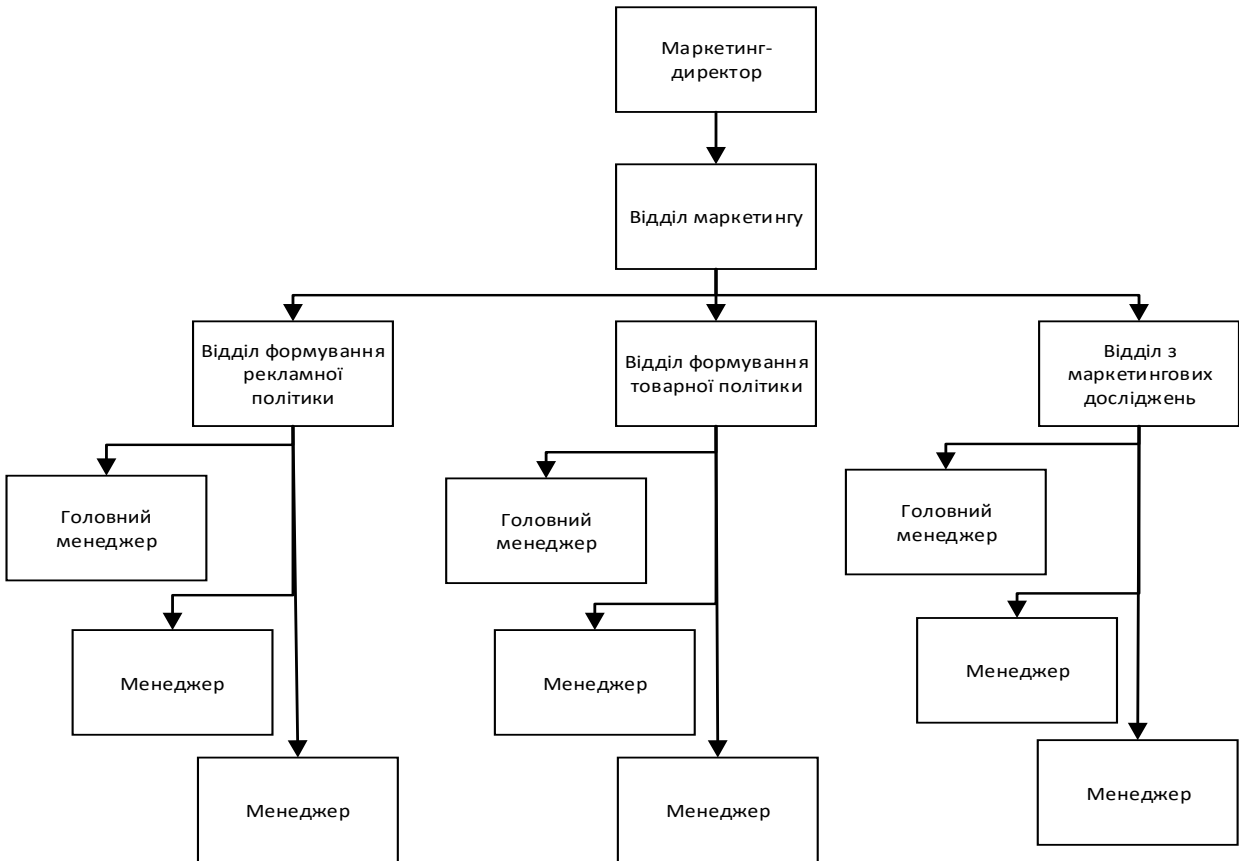 Маркетинг-
директор
Відділ маркетингу
Відділ формування
рекламної
політики
Відділ формування
товарної політики
Відділ з
маркетингових
досліджень
Головний
менеджер
Головний
менеджер
Головний
менеджер
Менеджер
Менеджер
Менеджер
Менеджер
Менеджер
Менеджер